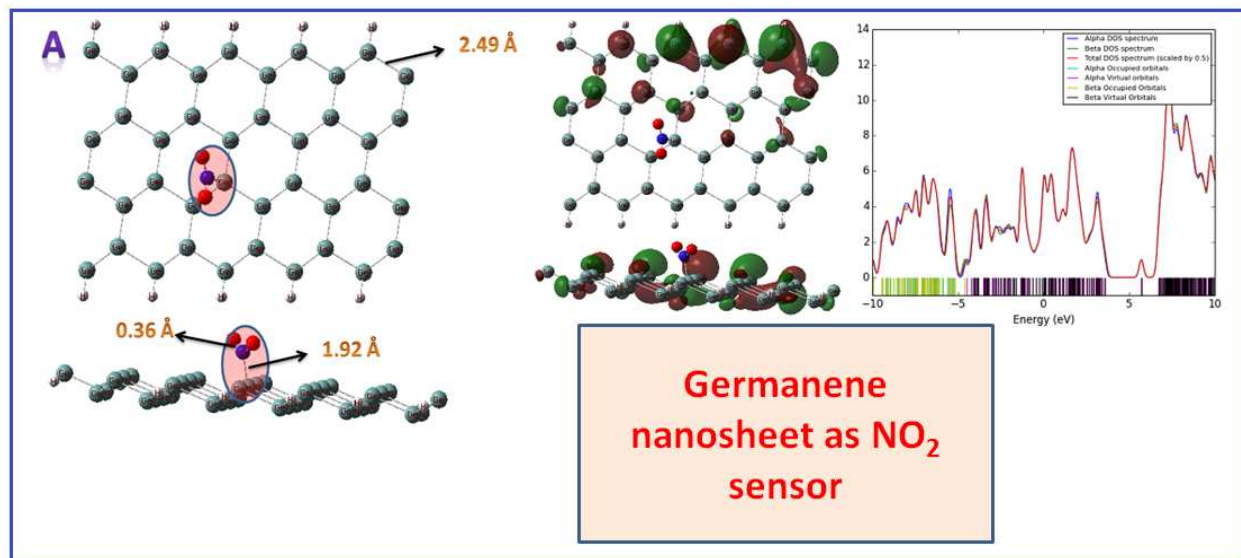 A
2.49 Å
0.36 Å
1.92 Å
Alpha DOS spectrum
Beta DOS spectrum
Total DOS spectrum (scaled by 0.5)
Alpha Occupied orbitals
Alpha Virtual orbitals
Beta Occupied Orbitals
Beta Virtual Orbitals
14
12
10
8
6
4
2
0
−10
−5
0
5
10
Energy (eV)
Germanene
nanosheet as NO₂
sensor